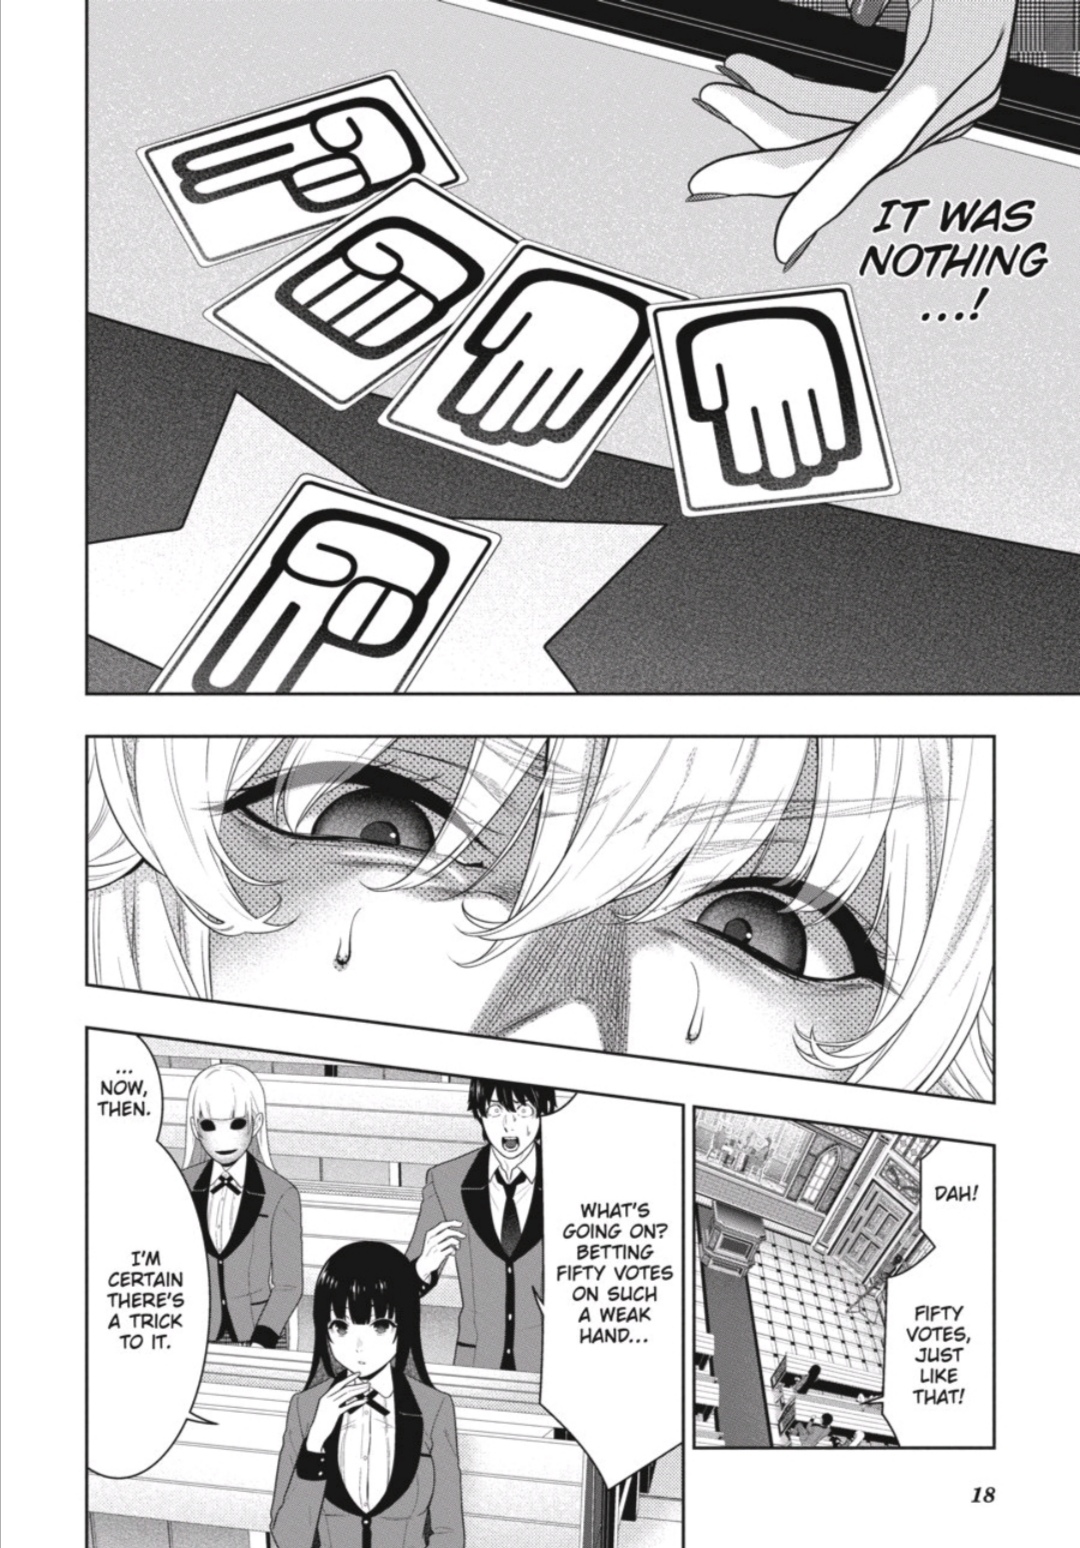 IT WAS
NOTHING
...!
DAH!
FIFTY
VOTES,
JUST
LIKE
THAT!
WHAT'S
GOING ON?
BETTING
FIFTY VOTES
ON SUCH
A WEAK
HAND...
...
NOW,
THEN.
I'M
CERTAIN
THERE'S
A TRICK
TO IT.
18